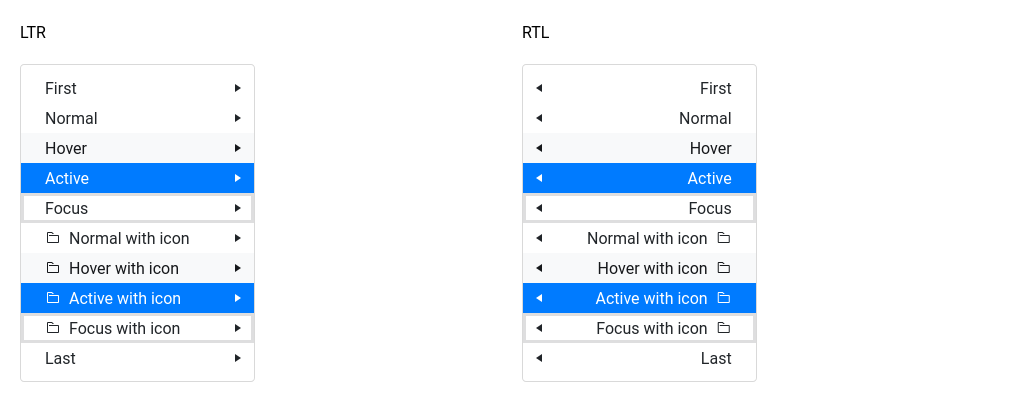 LTR
First
Normal
Hover
Active
Focus
Normal with icon
Hover with icon
Active with icon
Focus with icon
Last
RTL
First
Normal
Hover
Active
Focus
Normal with icon
Hover with icon
Active with icon
Focus with icon
Last